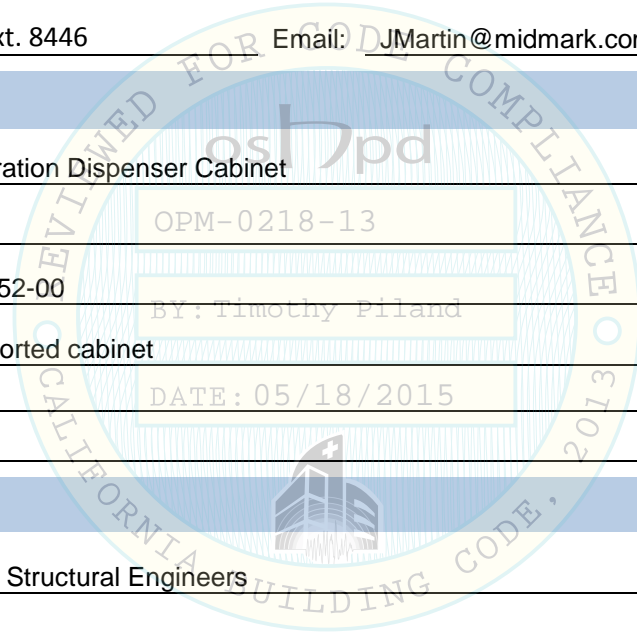 xt. 8446 Email: JMartin@midmark.com
REVIEWED FOR CODE COMPLIANCE
oshpd
ration Dispenser Cabinet
OPM-0218-13
52-00
BY: Timothy Piland
orted cabinet
DATE: 05/18/2015
CALIFORNIA BUILDING CODE, 2013
Structural Engineers